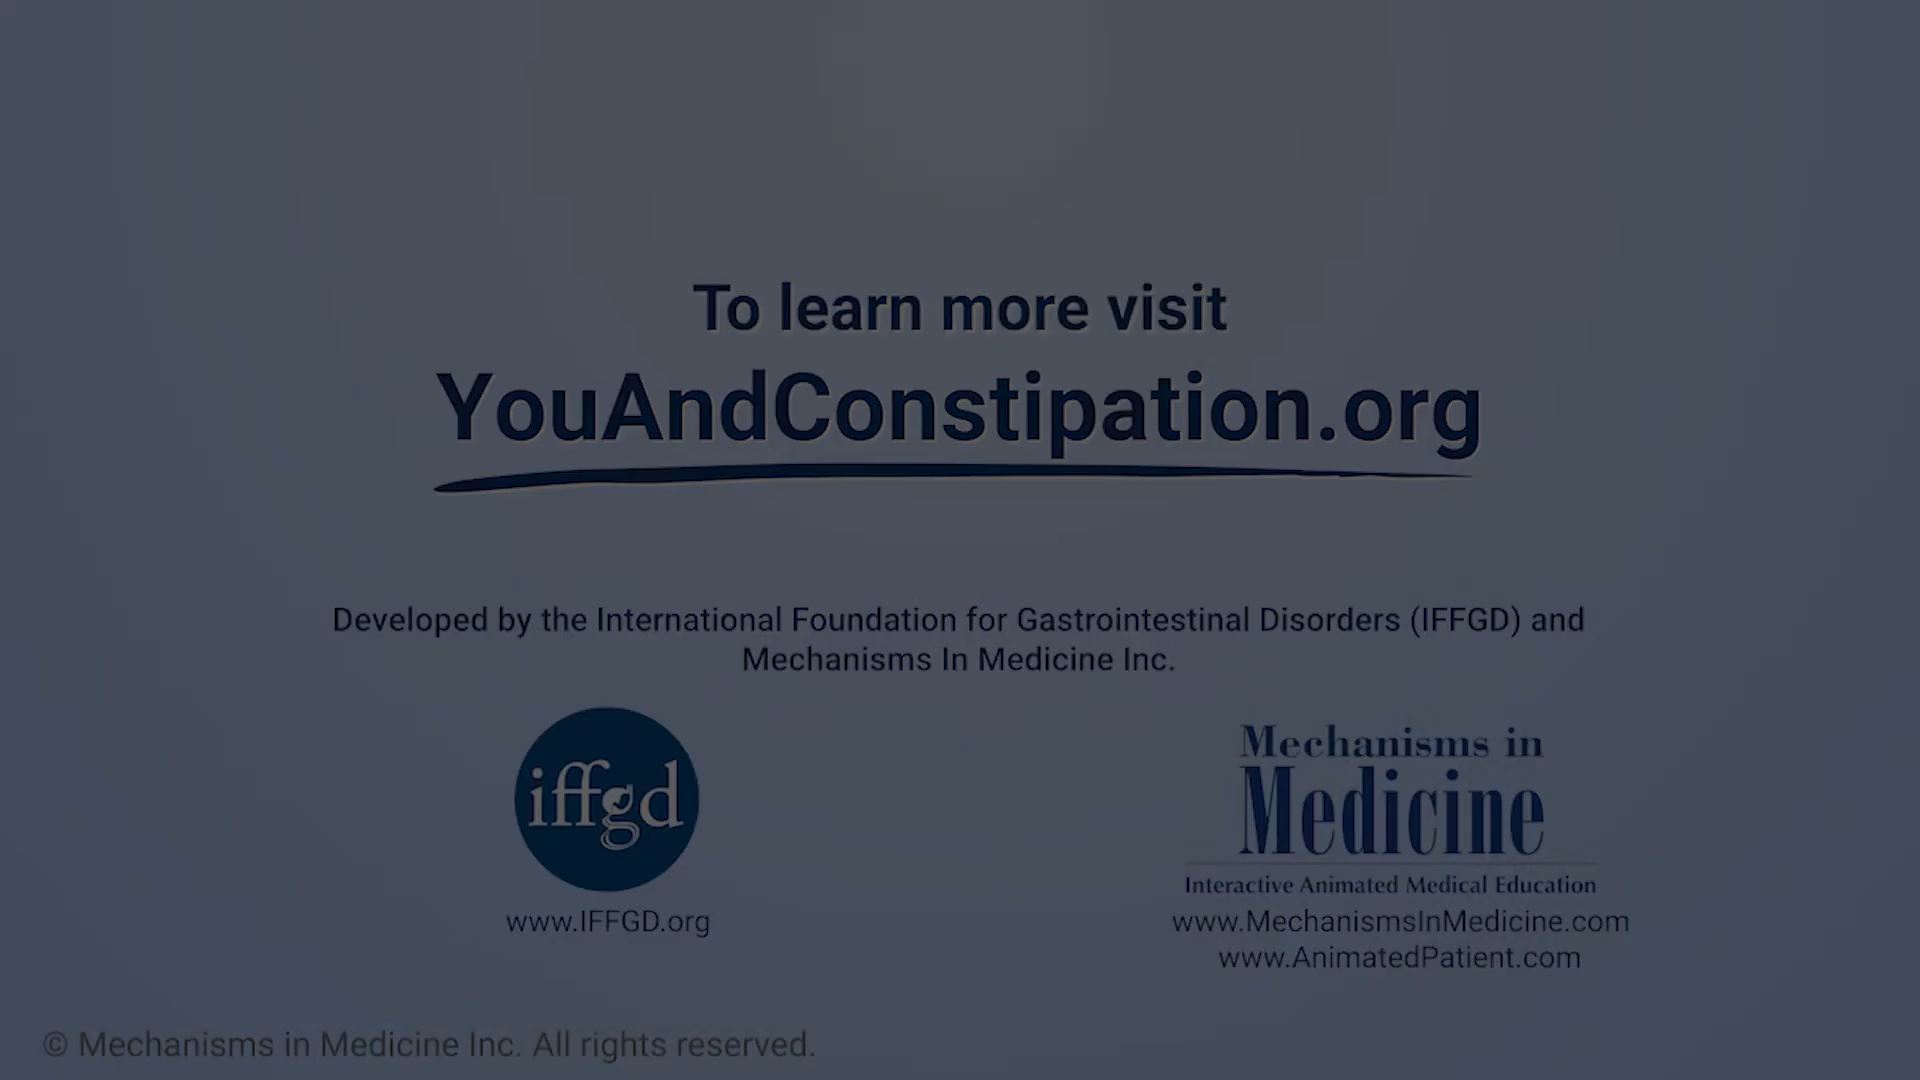 To learn more visit
YouAndConstipation.org
Developed by the International Foundation for Gastrointestinal Disorders (IFFGD) and
Mechanisms In Medicine Inc.
iffgd
www.IFFGD.org
Mechanisms in
Medicine
Interactive Animated Medical Education
www.MechanismsInMedicine.com
www.AnimatedPatient.com
© Mechanisms in Medicine Inc. All rights reserved.